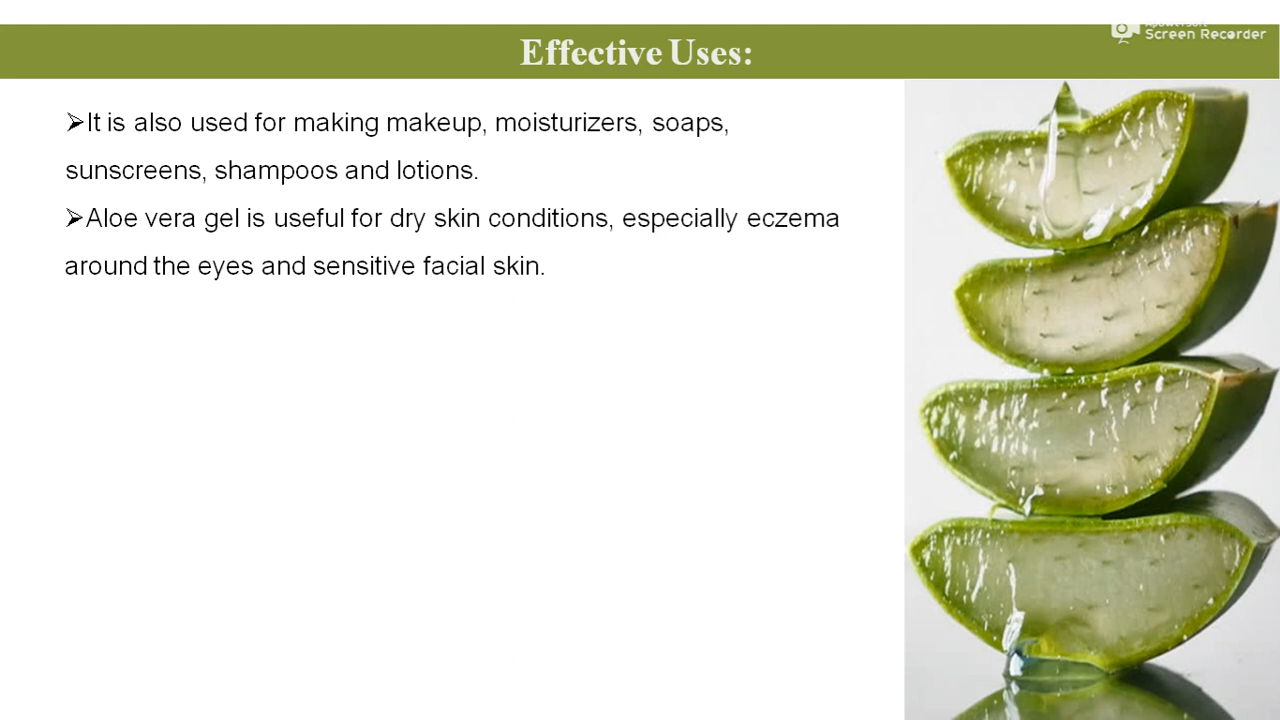 Screen Recorder
Effective Uses:
➢It is also used for making makeup, moisturizers, soaps,
sunscreens, shampoos and lotions.
➢Aloe vera gel is useful for dry skin conditions, especially eczema
around the eyes and sensitive facial skin.